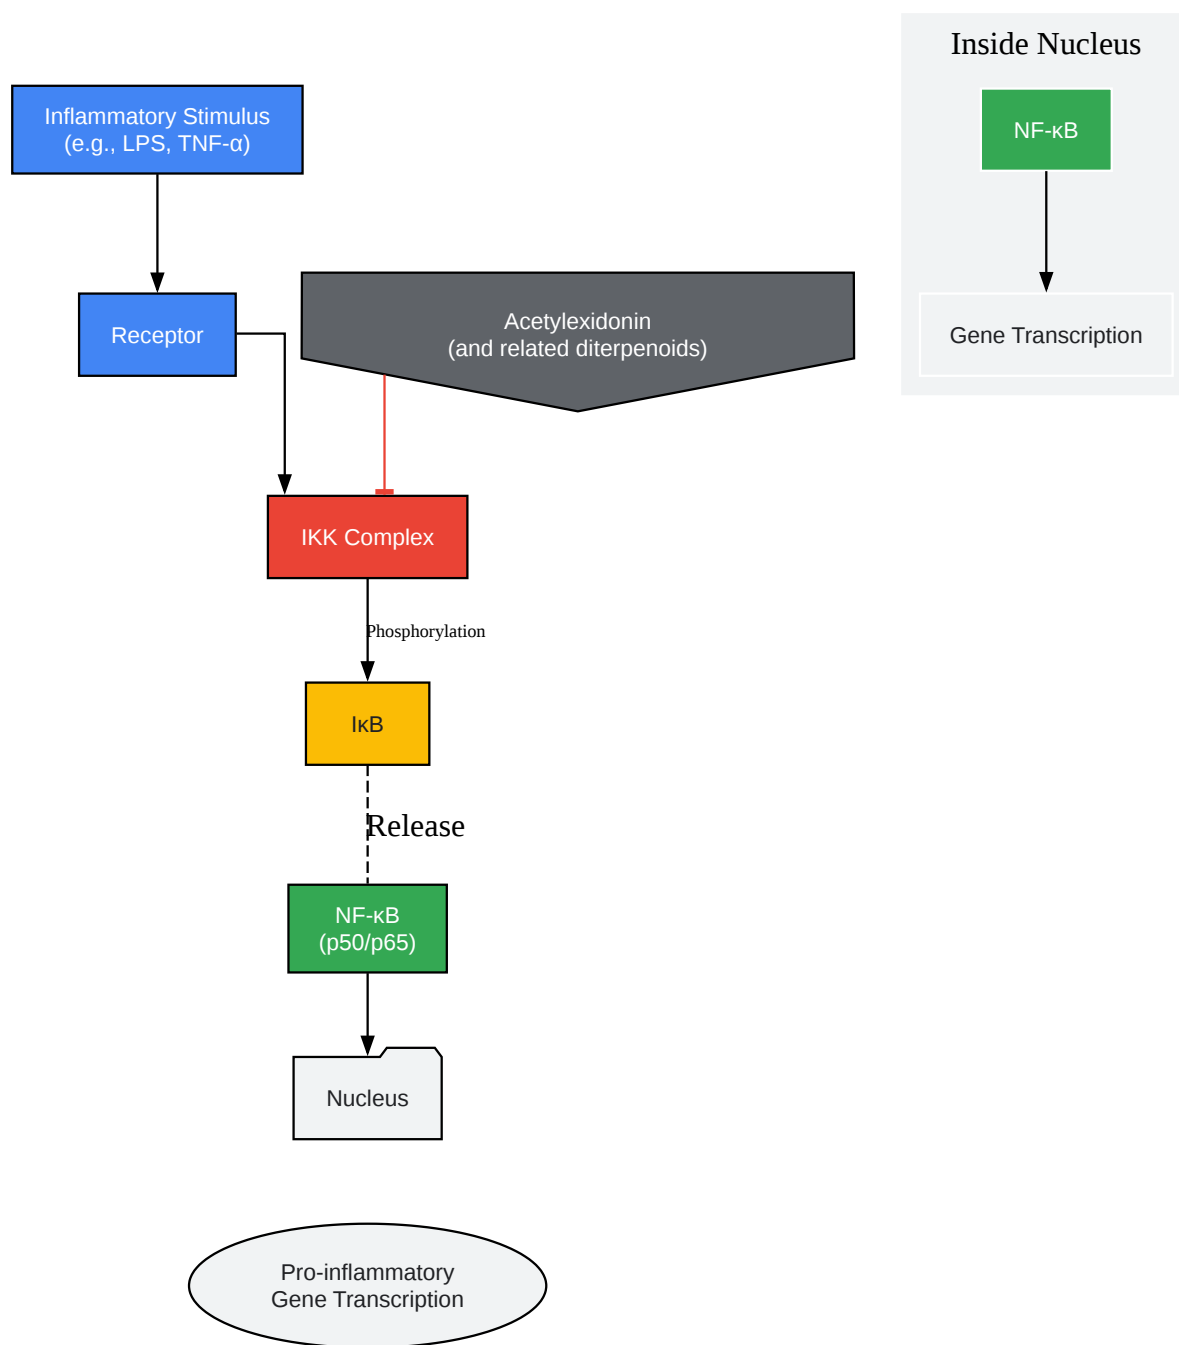 Inside Nucleus
Inflammatory Stimulus
(e.g., LPS, TNF-α)
NF-κB
Receptor
Acetylexidonin
(and related diterpenoids)
Gene Transcription
IKK Complex
Phosphorylation
IκB
Release
NF-κB
(p50/p65)
Nucleus
Pro-inflammatory
Gene Transcription